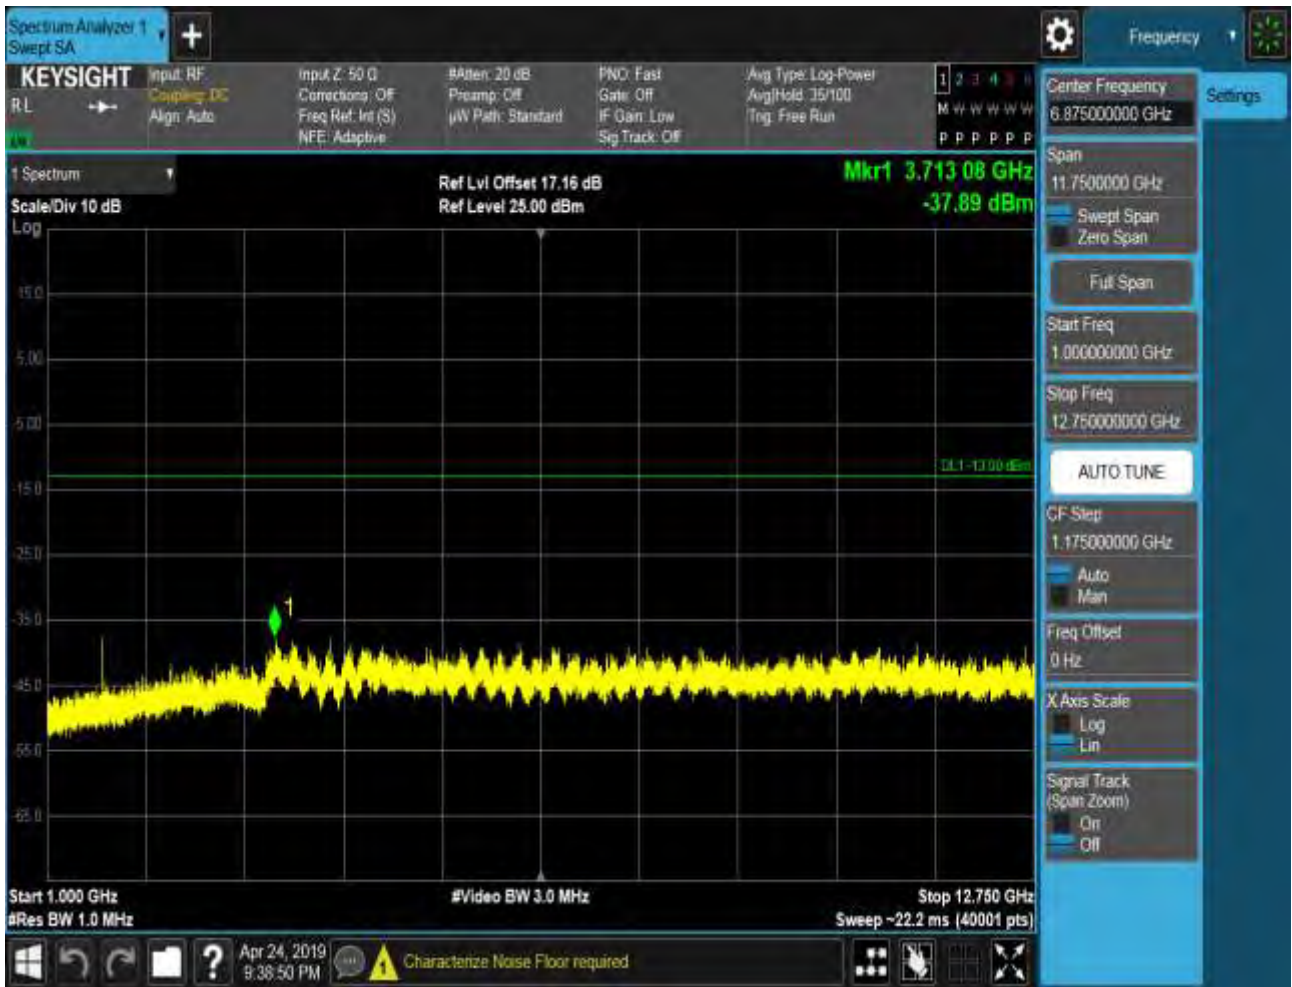 Spectrum Analyzer 1
Swept SA
Frequency
KEYSIGHT
RL
Input: RF
Coupling: DC
Align: Auto
Input Z: 50 Ω
Corrections: Off
Freq Ref: Int (S)
NFE: Adaptive
#Atten: 20 dB
Preamp: Off
µW Path: Standard
PNO: Fast
Gate: Off
IF Gain: Low
Sig Track: Off
Avg Type: Log-Power
Avg|Hold: 35/100
Trig: Free Run
1 2 3 4 5 6
M W W W W W
P P P P P P
1 Spectrum
Scale/Div 10 dB
Log
Ref Lvl Offset 17.16 dB
Ref Level 25.00 dBm
Mkr1 3.713 08 GHz
-37.89 dBm
15.0
5.00
-5.00
DL1 -13.00 dBm
-15.0
-25.0
1
-35.0
-45.0
-55.0
-65.0
Start 1.000 GHz
#Res BW 1.0 MHz
#Video BW 3.0 MHz
Stop 12.750 GHz
Sweep ~22.2 ms (40001 pts)
Center Frequency
6.875000000 GHz
Settings
Span
11.7500000 GHz
Swept Span
Zero Span
Full Span
Start Freq
1.000000000 GHz
Stop Freq
12.750000000 GHz
AUTO TUNE
CF Step
1.175000000 GHz
Auto
Man
Freq Offset
0 Hz
X Axis Scale
Log
Lin
Signal Track
(Span Zoom)
On
Off
?
Apr 24, 2019
9:38:50 PM
1
Characterize Noise Floor required